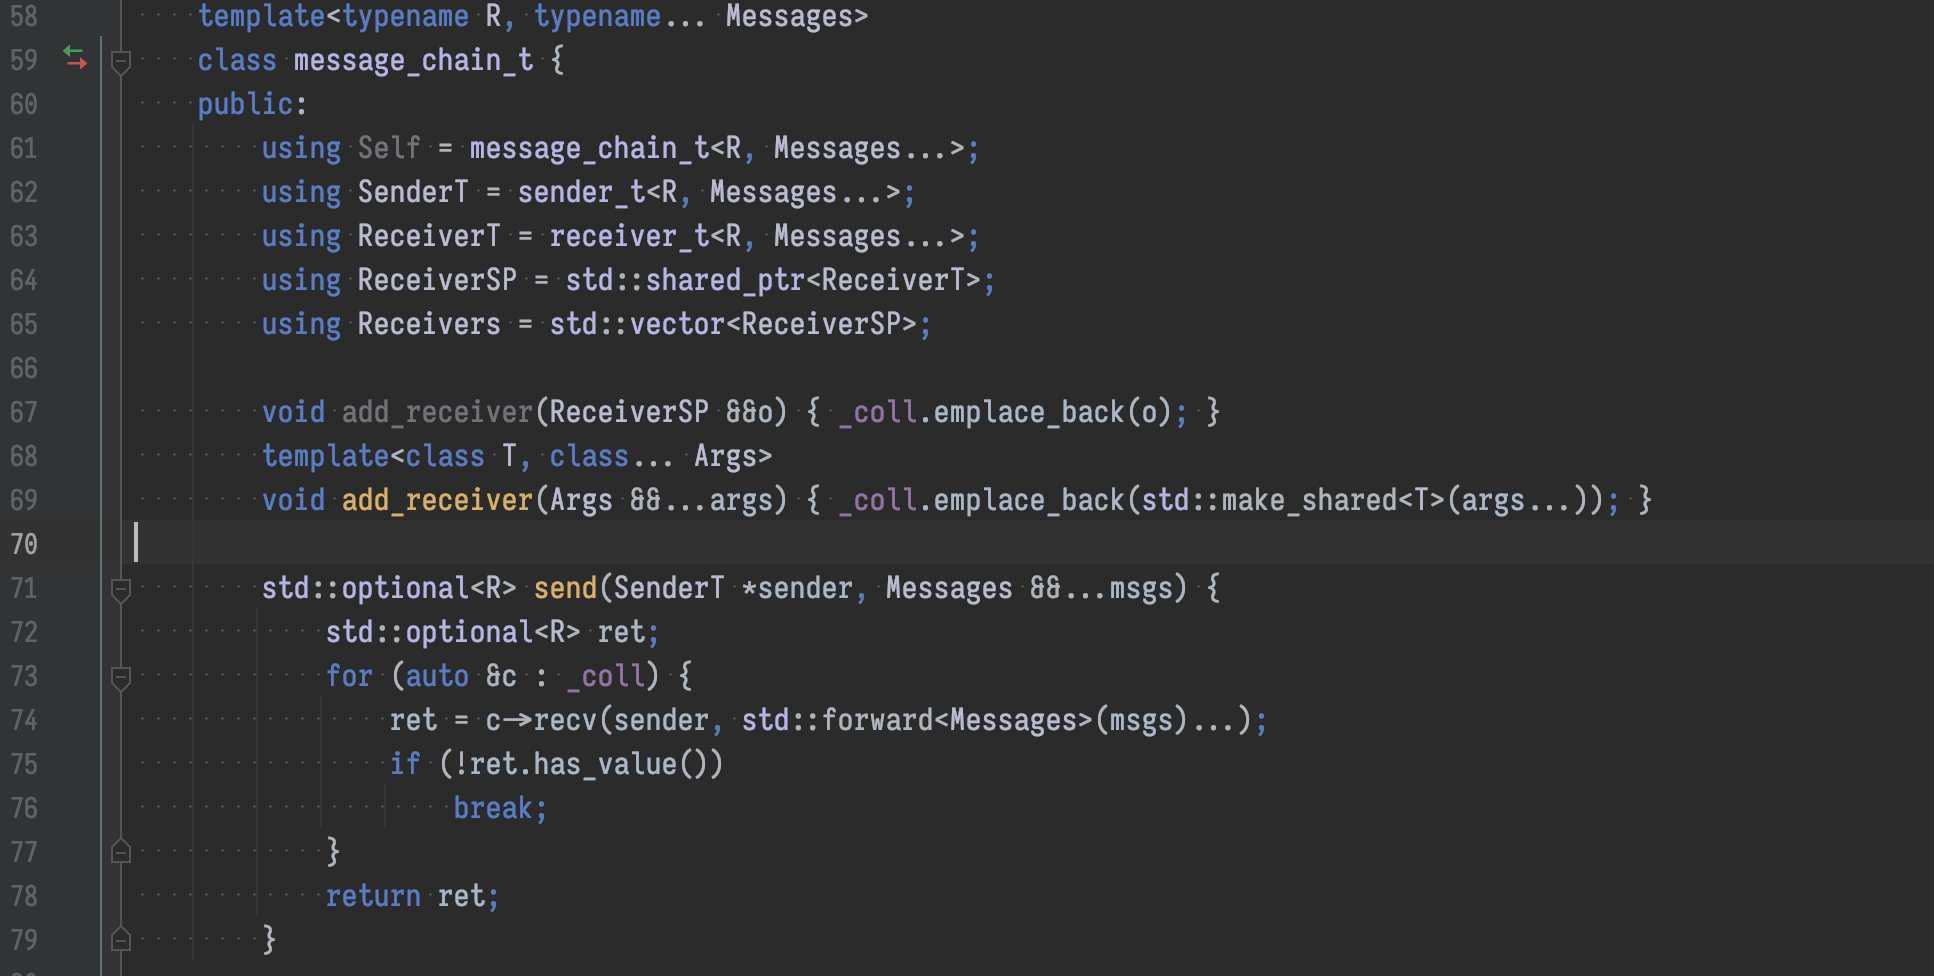 58 template<typename R, typename... Messages>
59 class message_chain_t {
60 public:
61 using Self = message_chain_t<R, Messages...>;
62 using SenderT = sender_t<R, Messages...>;
63 using ReceiverT = receiver_t<R, Messages...>;
64 using ReceiverSP = std::shared_ptr<ReceiverT>;
65 using Receivers = std::vector<ReceiverSP>;
66
67 void add_receiver(ReceiverSP &&o) { _coll.emplace_back(o); }
68 template<class T, class... Args>
69 void add_receiver(Args &&...args) { _coll.emplace_back(std::make_shared<T>(args...)); }
70
71 std::optional<R> send(SenderT *sender, Messages &&...msgs) {
72 std::optional<R> ret;
73 for (auto &c : _coll) {
74 ret = c->recv(sender, std::forward<Messages>(msgs)...);
75 if (!ret.has_value())
76 break;
77 }
78 return ret;
79 }